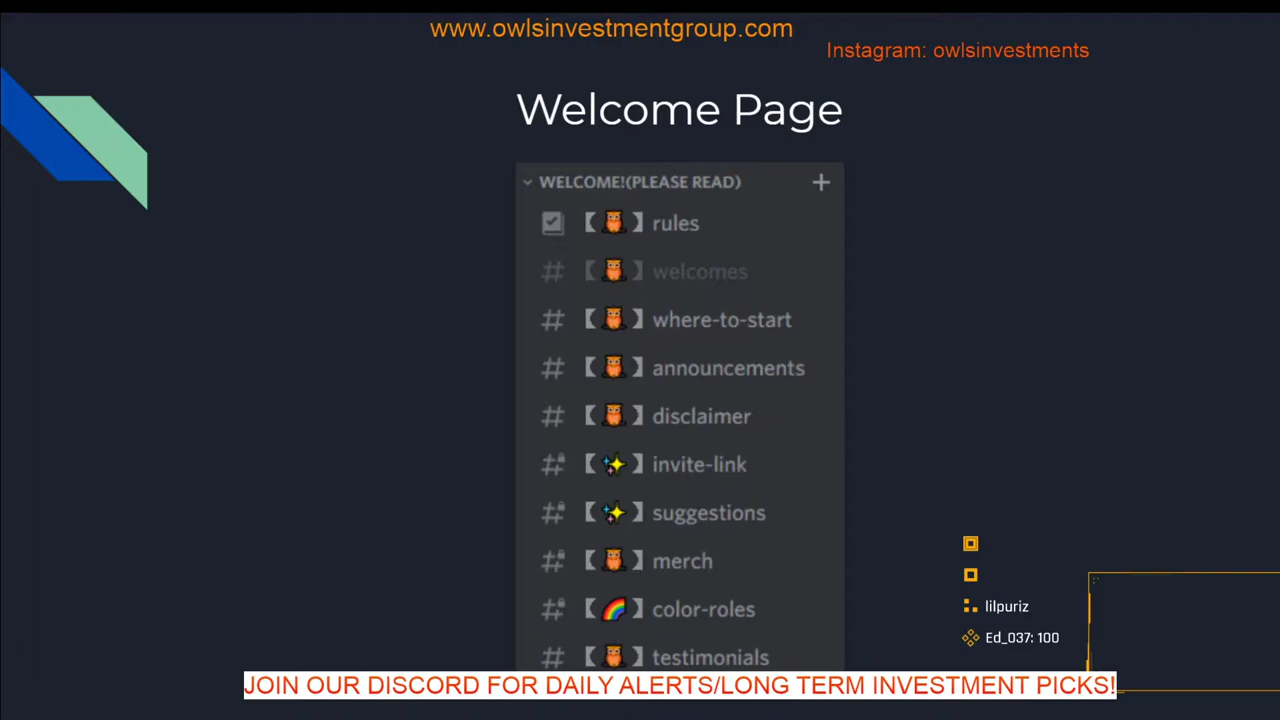 www.owlsinvestmentgroup.com
Instagram: owlsinvestments
Welcome Page
WELCOME!(PLEASE READ) +
# 【🦉】 rules
# 【🦉】 welcomes
# 【🦉】 where-to-start
# 【🦉】 announcements
# 【🦉】 disclaimer
# 【✨】 invite-link
# 【✨】 suggestions
# 【🦉】 merch
# 【🌈】 color-roles
# 【🦉】 testimonials
lilpuriz
Ed_037: 100
JOIN OUR DISCORD FOR DAILY ALERTS/LONG TERM INVESTMENT PICKS!